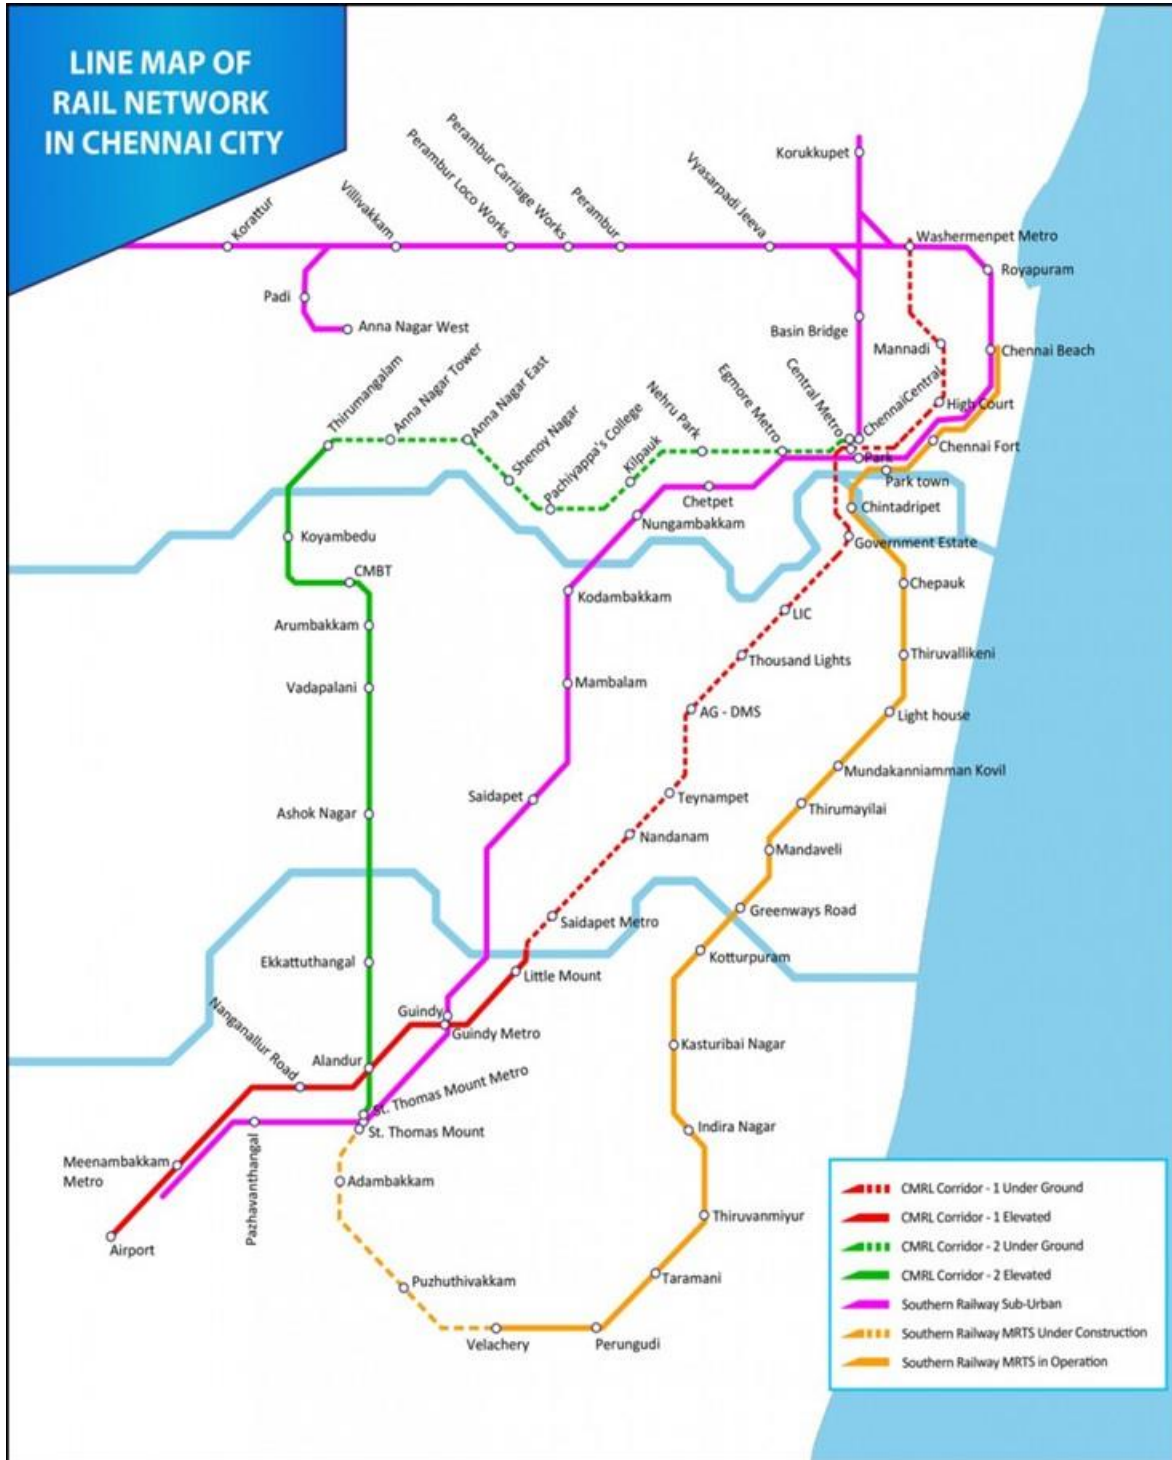 LINE MAP OF
RAIL NETWORK
IN CHENNAI CITY
Korattur
Villivakkam
Perambur Loco Works
Perambur Carriage Works
Perambur
Vyasarpadi Jeeva
Korukkupet
Washermenpet Metro
Royapuram
Padi
Anna Nagar West
Basin Bridge
Mannadi
Chennai Beach
Thirumangalam
Anna Nagar Tower
Anna Nagar East
Shenoy Nagar
Pachiyappa's College
Kilpauk
Nehru Park
Egmore Metro
Central Metro
ChennaiCentral
High Court
Chennai Fort
Park
Park town
Chetpet
Nungambakkam
Chintadripet
Government Estate
Koyambedu
CMBT
Kodambakkam
Chepauk
Arumbakkam
LIC
Thiruvallikeni
Thousand Lights
Vadapalani
Mambalam
AG - DMS
Light house
Mundakanniamman Kovil
Saidapet
Teynampet
Thirumayilai
Ashok Nagar
Nandanam
Mandaveli
Saidapet Metro
Greenways Road
Kotturpuram
Ekkattuthangal
Little Mount
Nanganallur Road
Guindy
Guindy Metro
Kasturibai Nagar
Alandur
St. Thomas Mount Metro
St. Thomas Mount
Indira Nagar
Meenambakkam
Metro
Pazhavanthangal
Adambakkam
Airport
Thiruvanmiyur
Puzhuthivakkam
Taramani
Velachery
Perungudi
CMRL Corridor - 1 Under Ground
CMRL Corridor - 1 Elevated
CMRL Corridor - 2 Under Ground
CMRL Corridor - 2 Elevated
Southern Railway Sub-Urban
Southern Railway MRTS Under Construction
Southern Railway MRTS in Operation